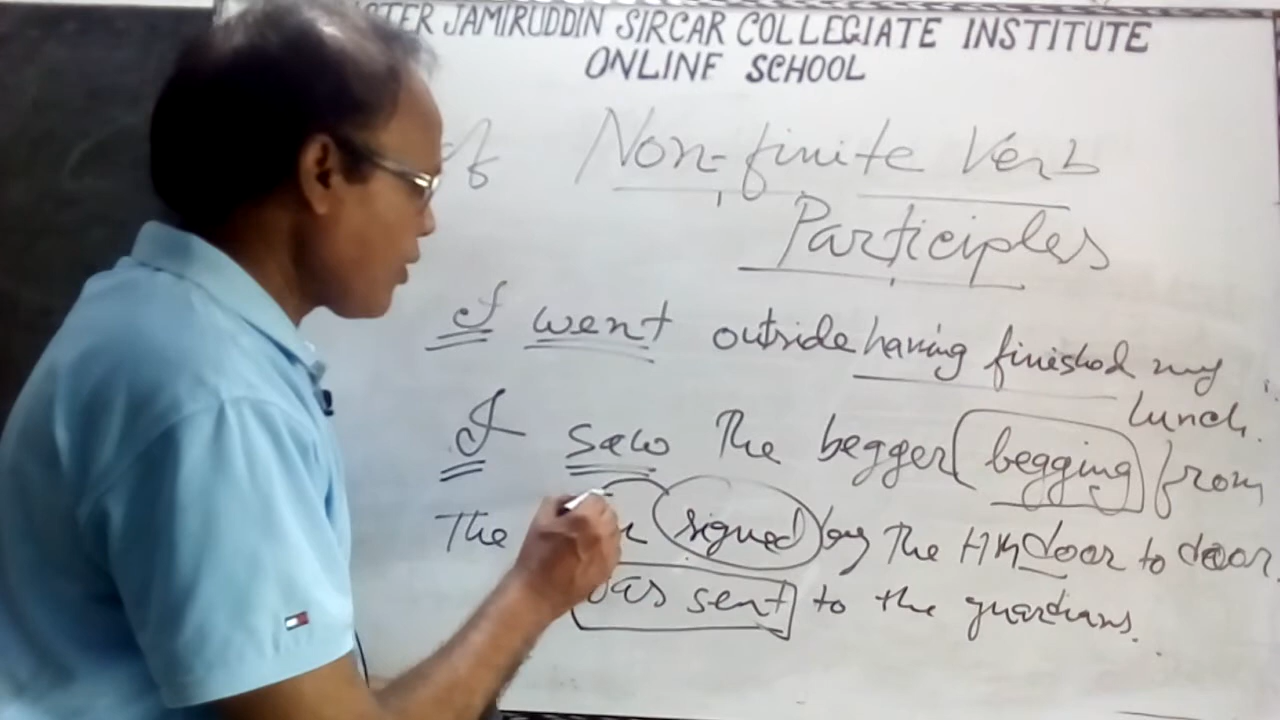 STER JAMIRUDDIN SIRCAR COLLEGIATE INSTITUTE
ONLINE SCHOOL
of Non-finite Verb
Participles
I went outside having finished my
lunch.
I saw the begger begging from
door to door.
The signed by the HM
was sent to the guardians.